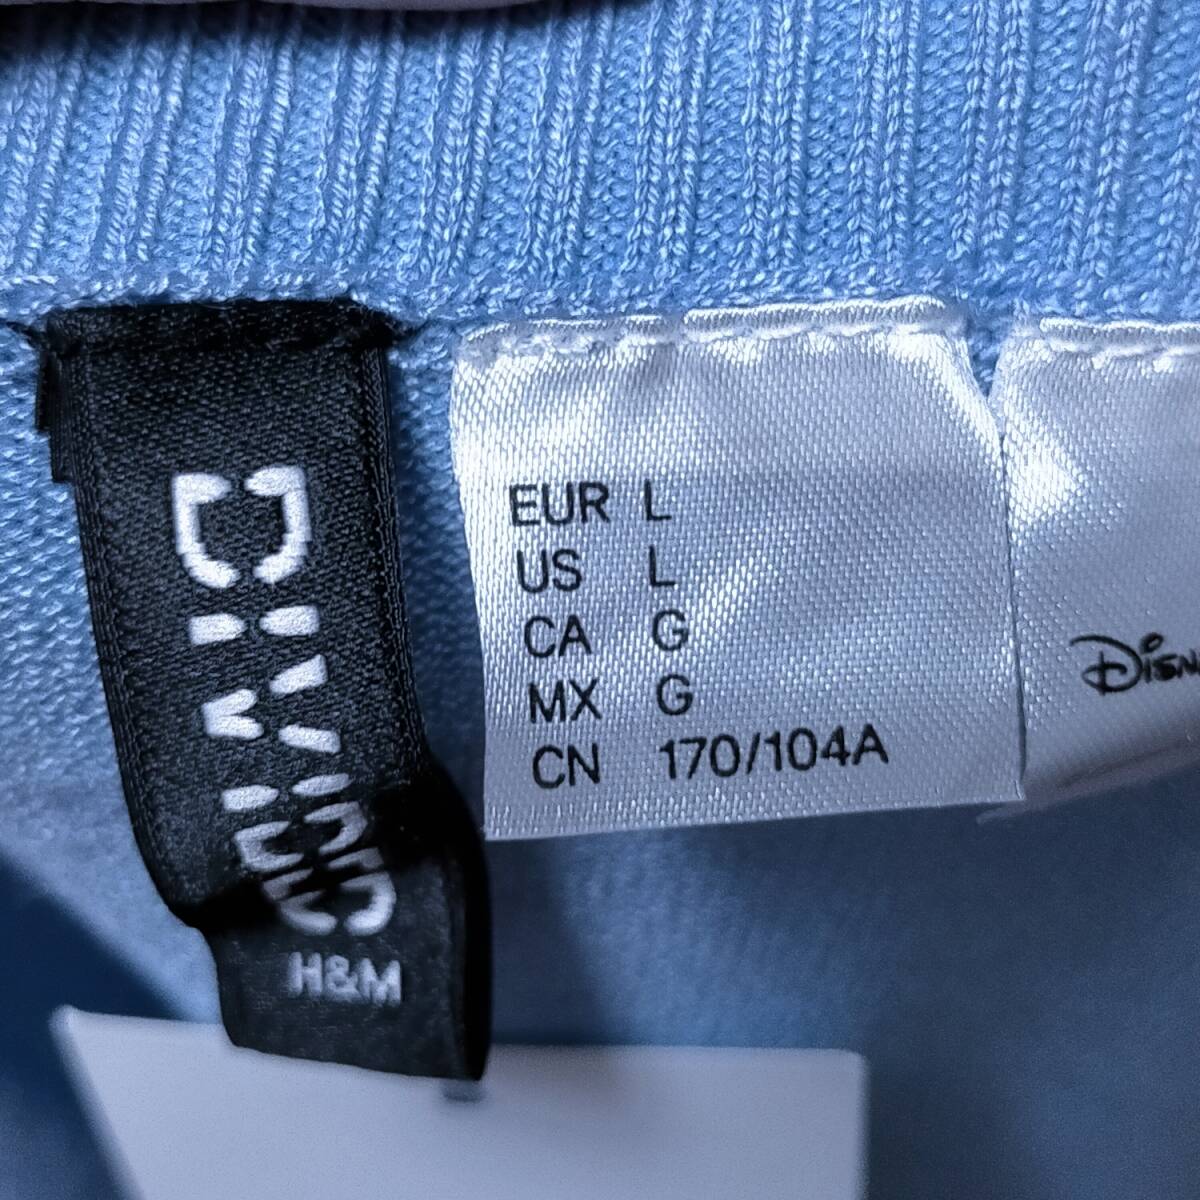 DIVIDED
H&M
EUR L
US L
CA G
MX G
CN 170/104A